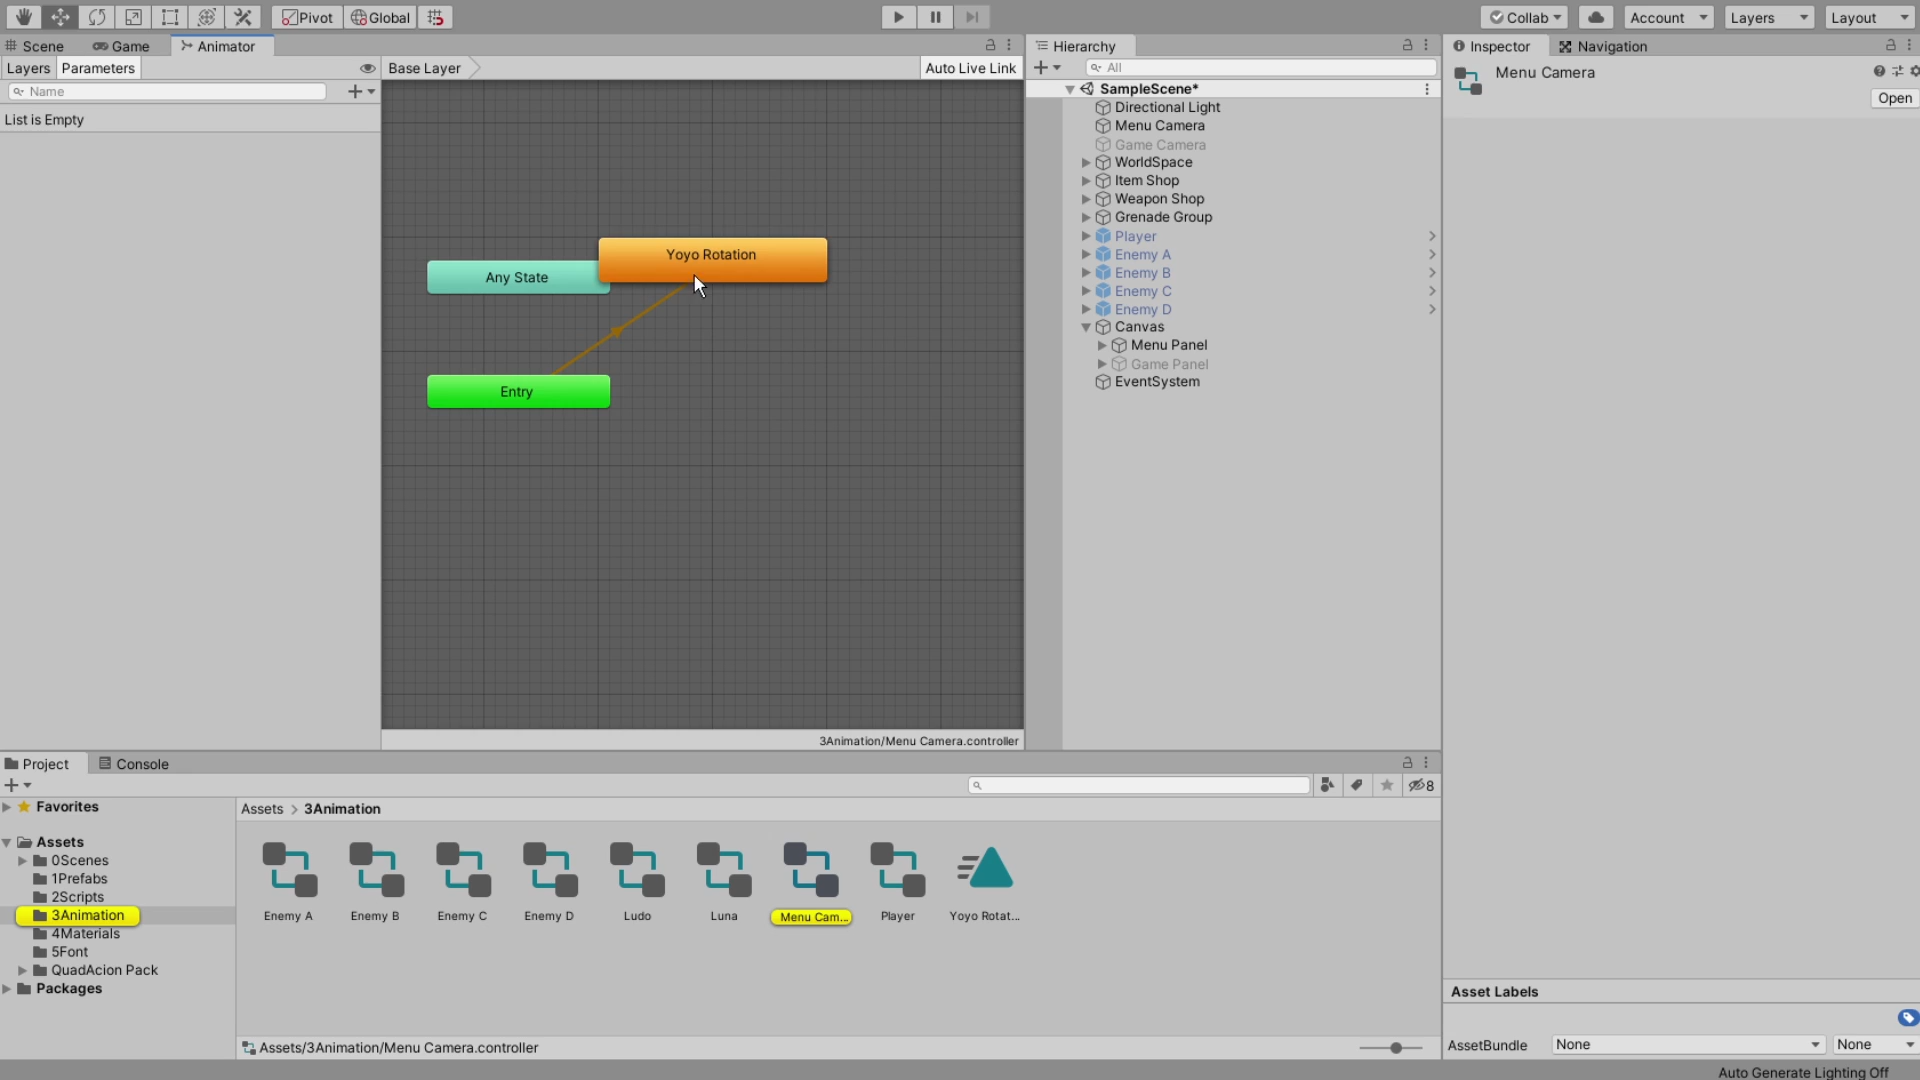 Pivot
Global
Collab
Account
Layers
Layout
Scene
Game
Animator
Hierarchy
Inspector
Navigation
Layers
Parameters
Base Layer
Auto Live Link
All
Menu Camera
Open
Name
List is Empty
SampleScene*
Directional Light
Menu Camera
Game Camera
WorldSpace
Item Shop
Weapon Shop
Grenade Group
Player
Enemy A
Enemy B
Enemy C
Enemy D
Canvas
Menu Panel
Game Panel
EventSystem
Yoyo Rotation
Any State
Entry
3Animation/Menu Camera.controller
Project
Console
8
Favorites
Assets > 3Animation
Assets
0Scenes
1Prefabs
2Scripts
3Animation
4Materials
5Font
QuadAcion Pack
Packages
Enemy A
Enemy B
Enemy C
Enemy D
Ludo
Luna
Menu Cam...
Player
Yoyo Rotat...
Assets/3Animation/Menu Camera.controller
Asset Labels
AssetBundle
None
None
Auto Generate Lighting Off